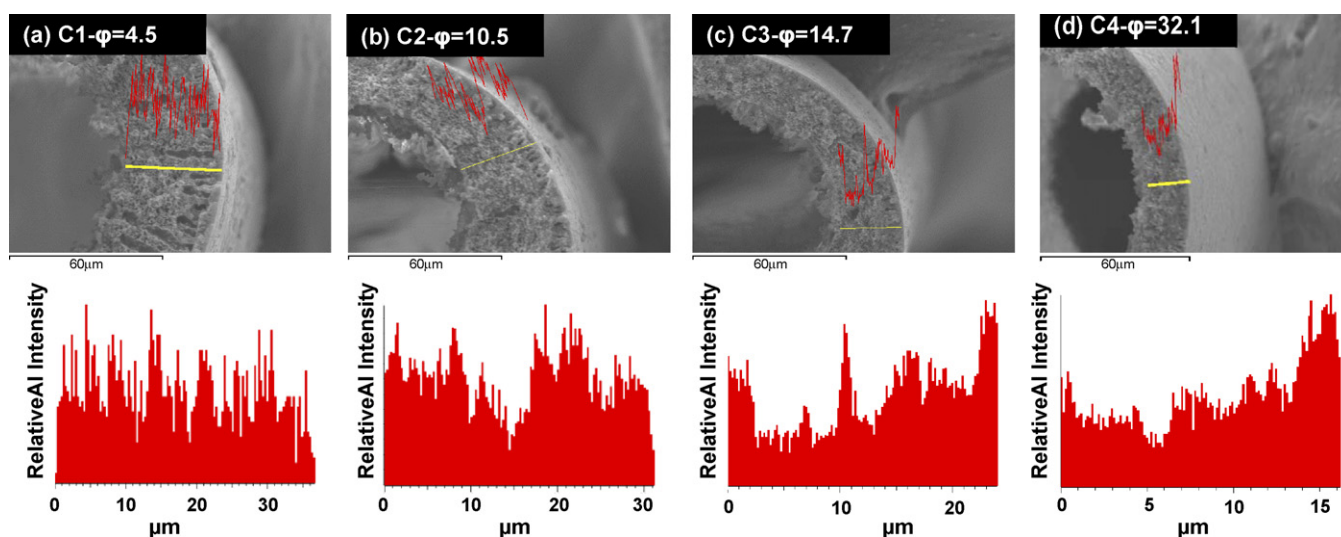 (a) C1-φ=4.5
(b) C2-φ=10.5
(c) C3-φ=14.7
(d) C4-φ=32.1
60μm
60μm
60μm
60μm
RelativeAl Intensity
0 10 20 30
μm
RelativeAl Intensity
0 10 20 30
μm
RelativeAl Intensity
0 10 20
μm
RelativeAl Intensity
0 5 10 15
μm